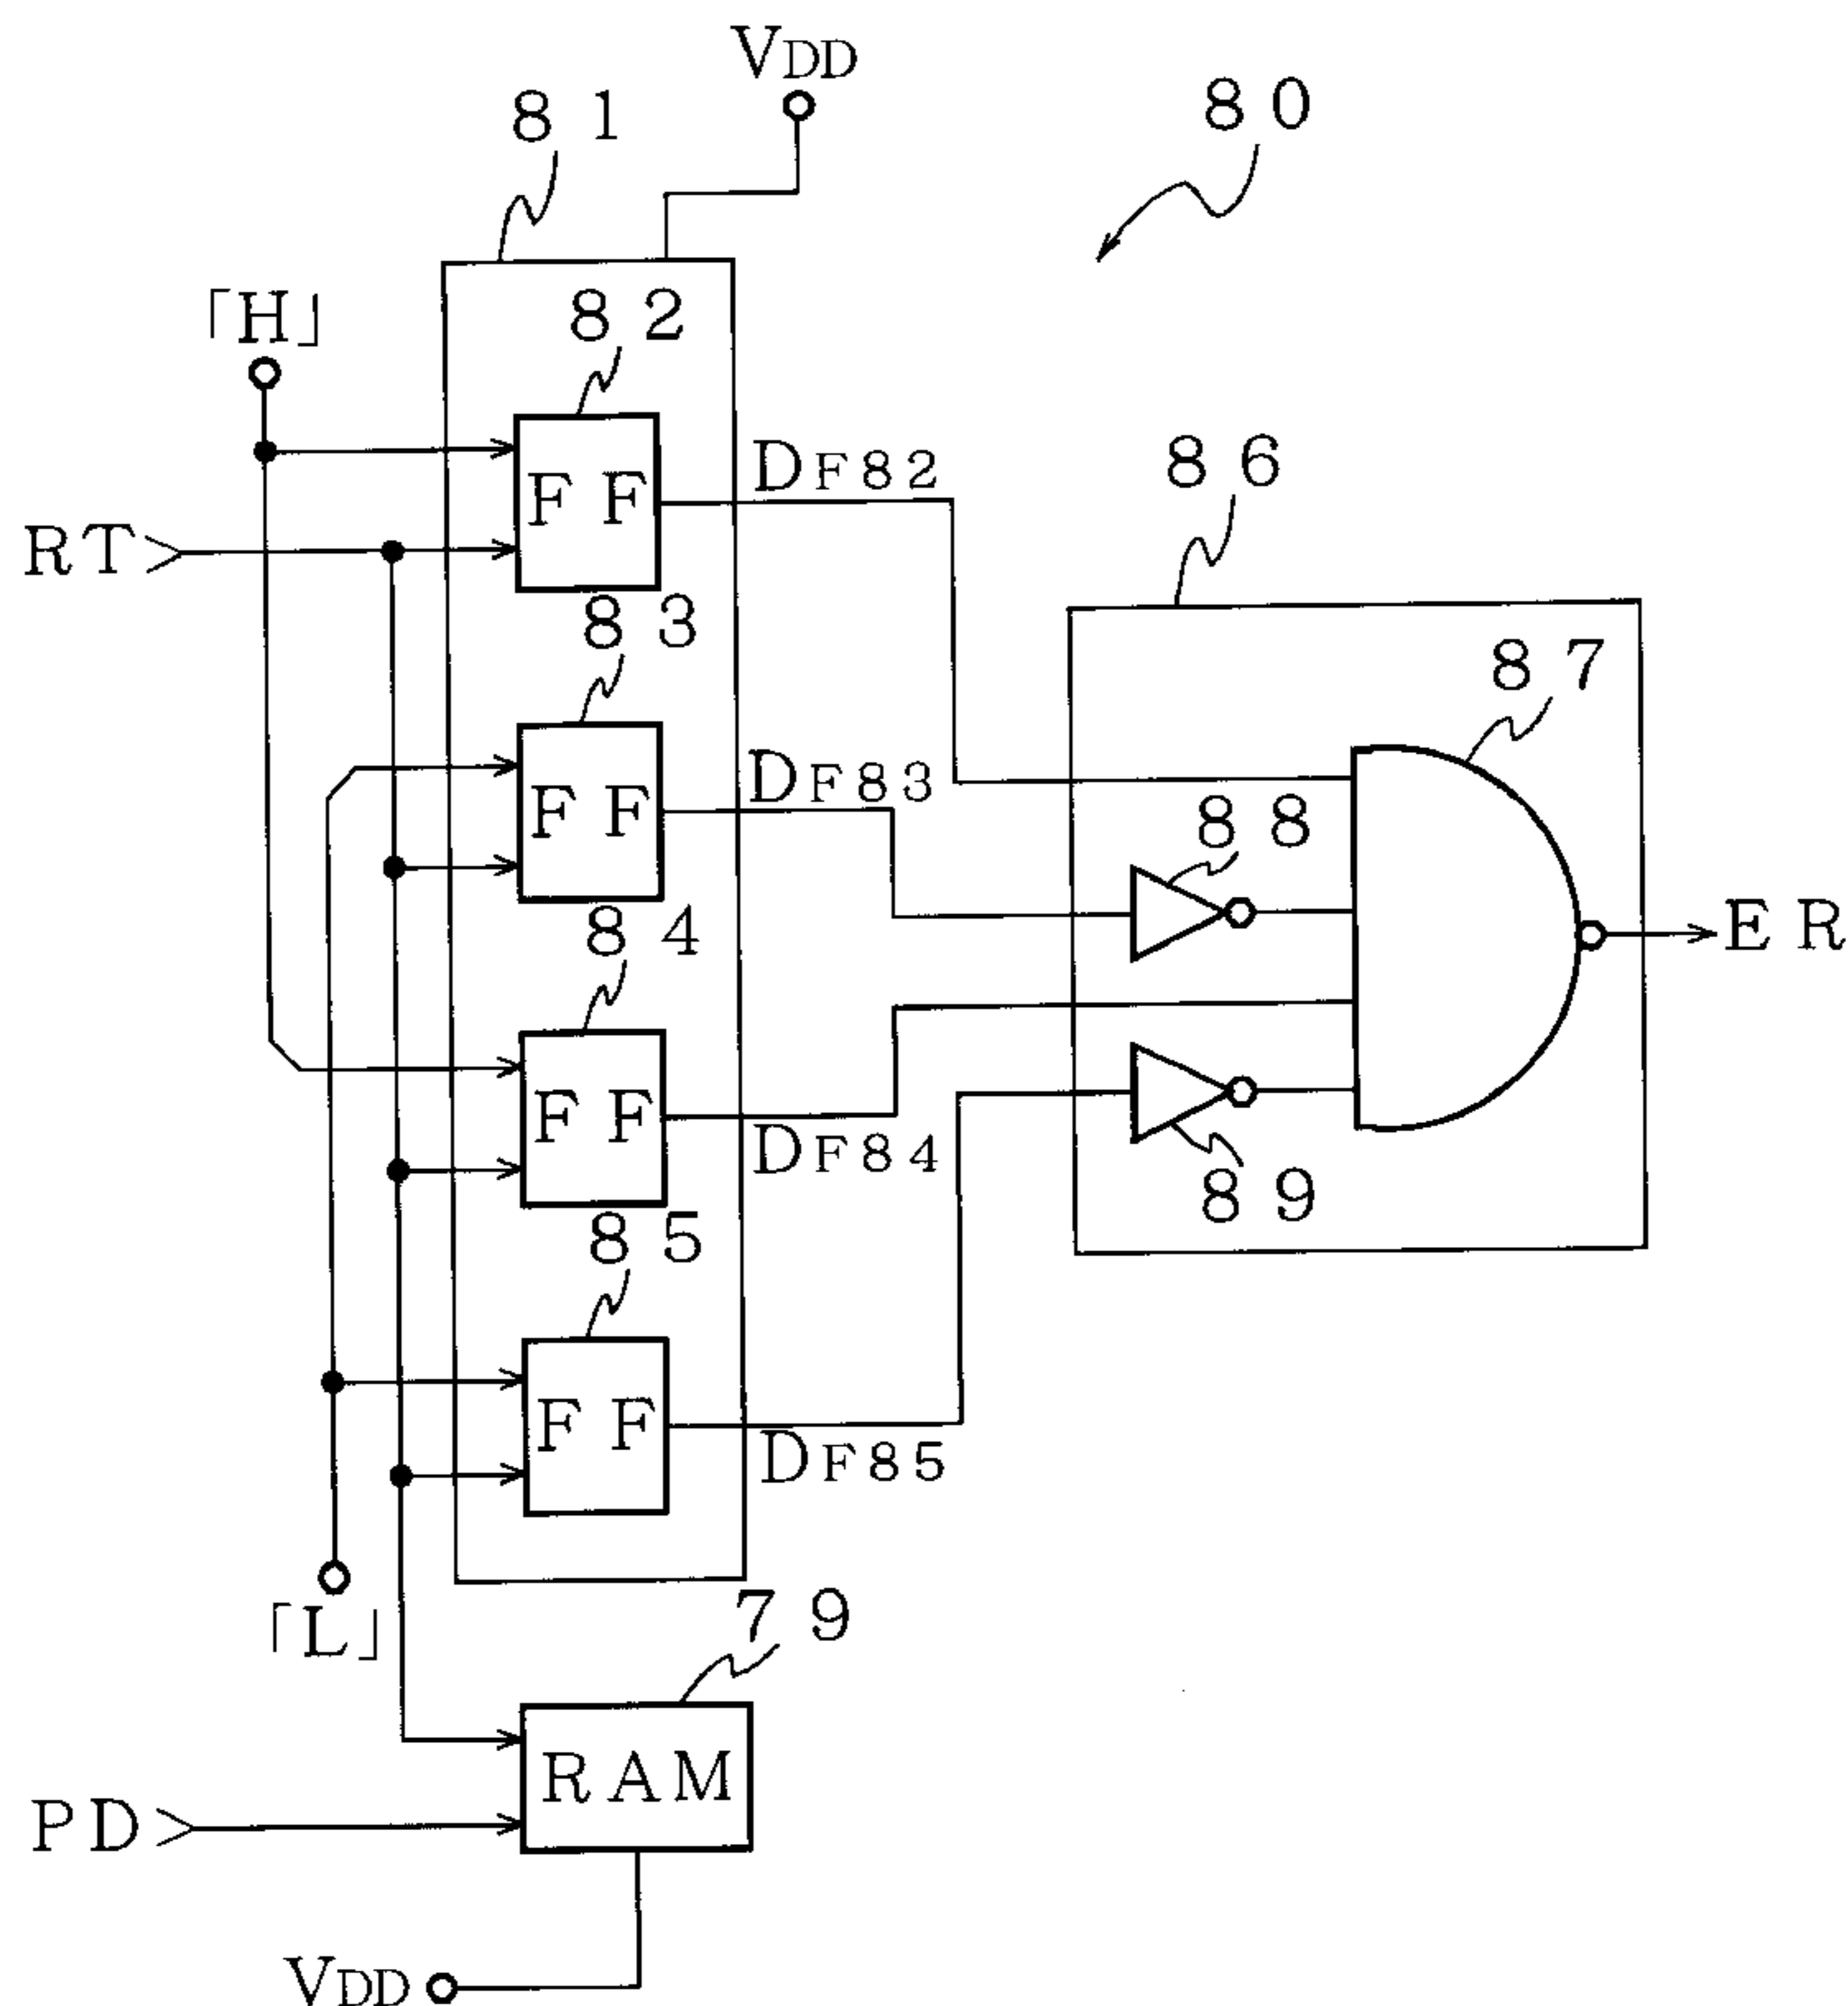 VDD
81
80
「H」
82
DF82
86
FF
RT
83
87
DF83
88
FF
84
ER
FF
DF84
89
85
FF
DF85
「L」
79
RAM
PD
VDD